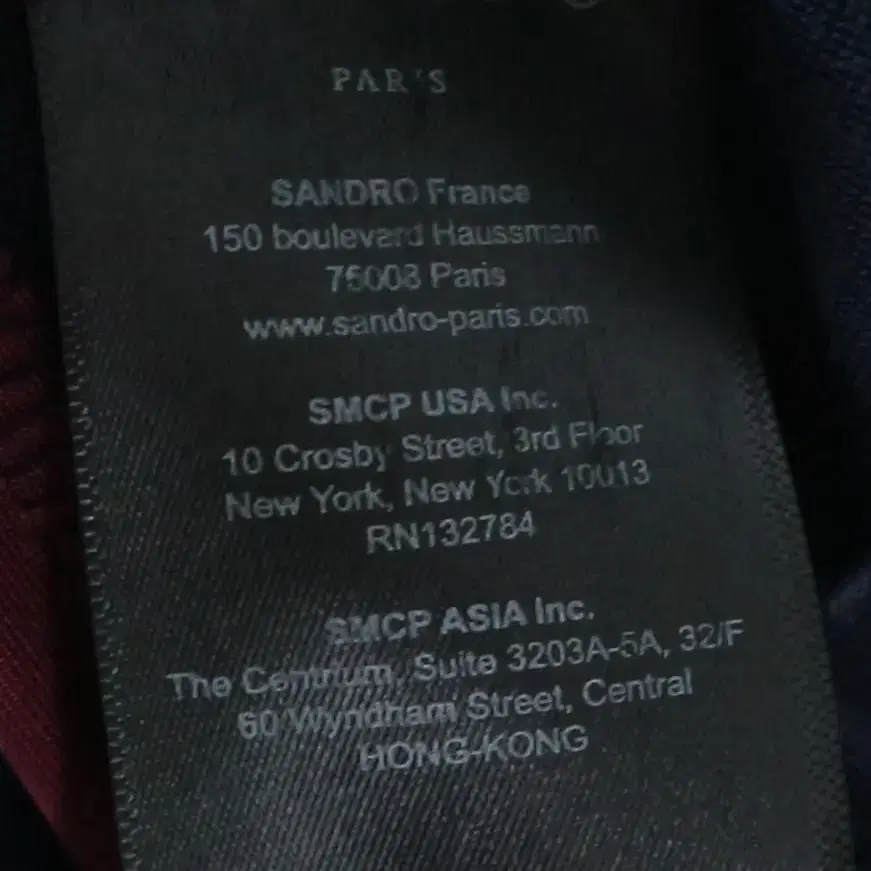 PARIS
SANDRO France
150 boulevard Haussmann
75008 Paris
www.sandro-paris.com
SMCP USA Inc.
10 Crosby Street, 3rd Floor
New York, New York 10013
RN132784
SMCP ASIA Inc.
The Centrium, Suite 3203A-5A, 32/F
60 Wyndham Street, Central
HONG-KONG